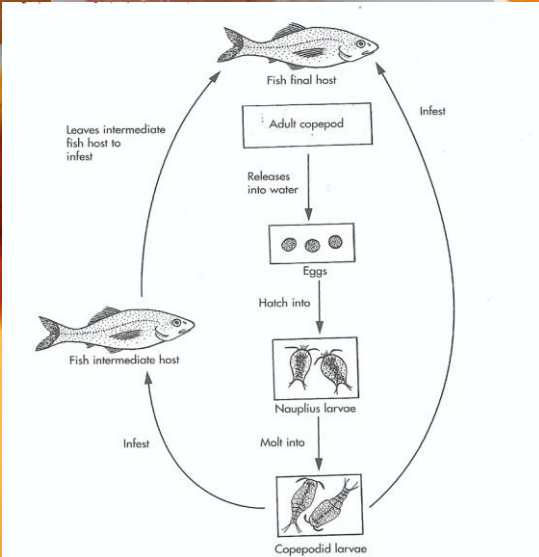 Fish final host
Adult copepod
Infest
Leaves intermediate
fish host to
infest
Releases
into water
Eggs
Hatch into
Fish intermediate host
Nauplius larvae
Infest
Molt into
Copepodid larvae